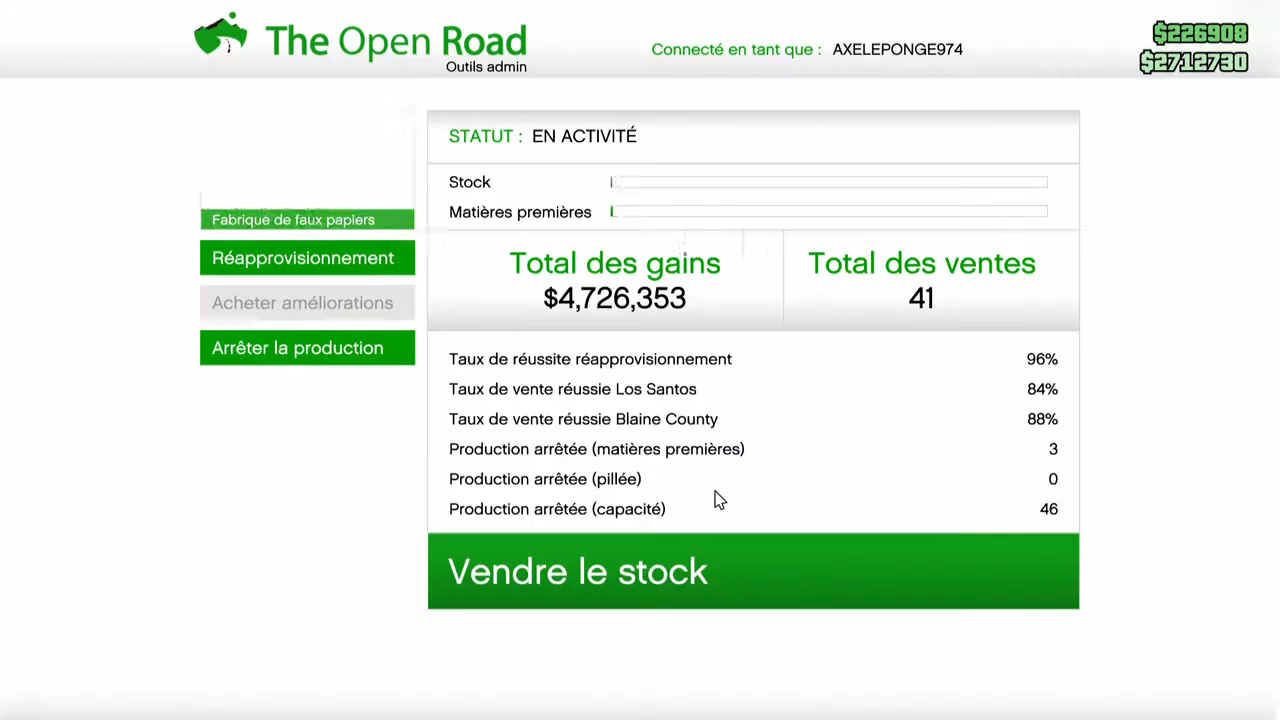 The Open Road
Outils admin
Connecté en tant que : AXELEPONGE974
$226908
$2712730
STATUT : EN ACTIVITÉ
Stock
Matières premières
Fabrique de faux papiers
Réapprovisionnement
Acheter améliorations
Arrêter la production
Total des gains
$4,726,353
Total des ventes
41
Taux de réussite réapprovisionnement 96%
Taux de vente réussie Los Santos 84%
Taux de vente réussie Blaine County 88%
Production arrêtée (matières premières) 3
Production arrêtée (pillée) 0
Production arrêtée (capacité) 46
Vendre le stock